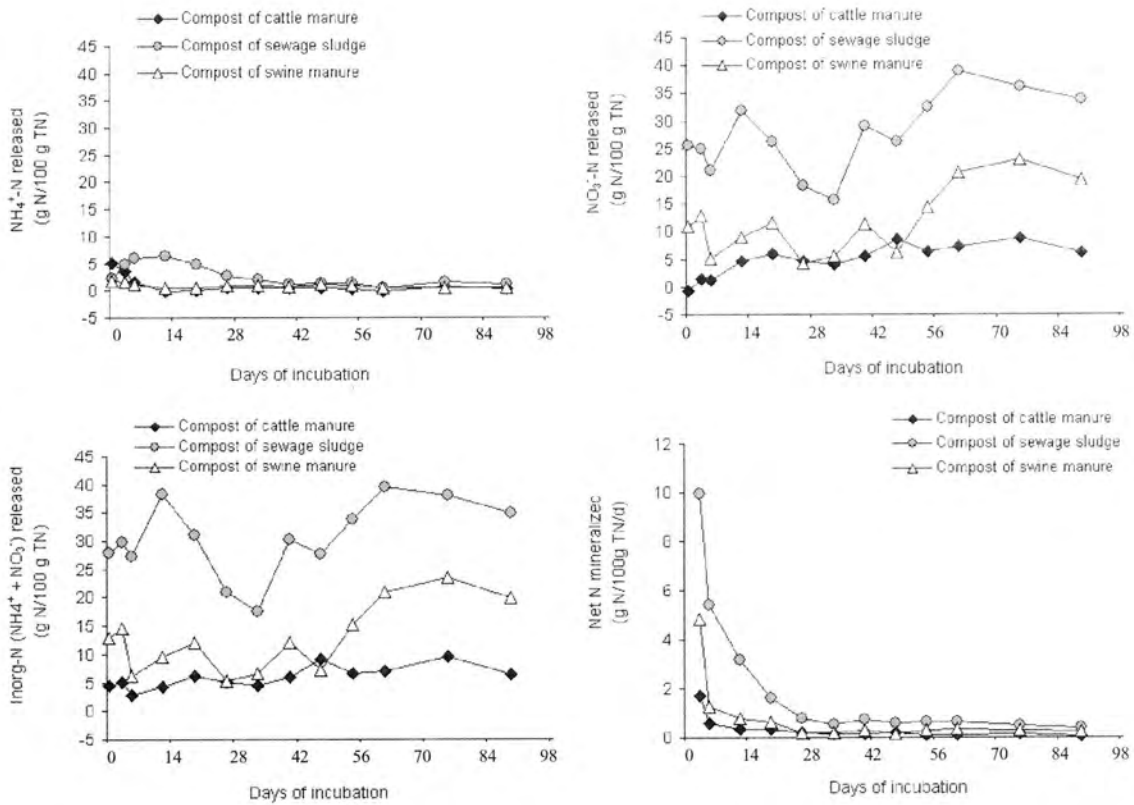 Compost of cattle manure
Compost of sewage sludge
Compost of swine manure
NH₄⁺-N released
(g N/100 g TN)
45
40
35
30
25
20
15
10
5
0
-5
0 14 28 42 56 70 84 98
Days of incubation
Compost of cattle manure
Compost of sewage sludge
Compost of swine manure
NO₃⁻-N released
(g N/100 g TN)
45
40
35
30
25
20
15
10
5
0
-5
0 14 28 42 56 70 84 98
Days of incubation
Compost of cattle manure
Compost of sewage sludge
Compost of swine manure
Inorg-N (NH4⁺ + NO₃⁻) released
(g N/100 g TN)
45
40
35
30
25
20
15
10
5
0
-5
0 14 28 42 56 70 84 98
Days of incubation
Compost of cattle manure
Compost of sewage sludge
Compost of swine manure
Net N mineralized
(g N/100g TN/d)
12
10
8
6
4
2
0
0 14 28 42 56 70 84 98
Days of incubation